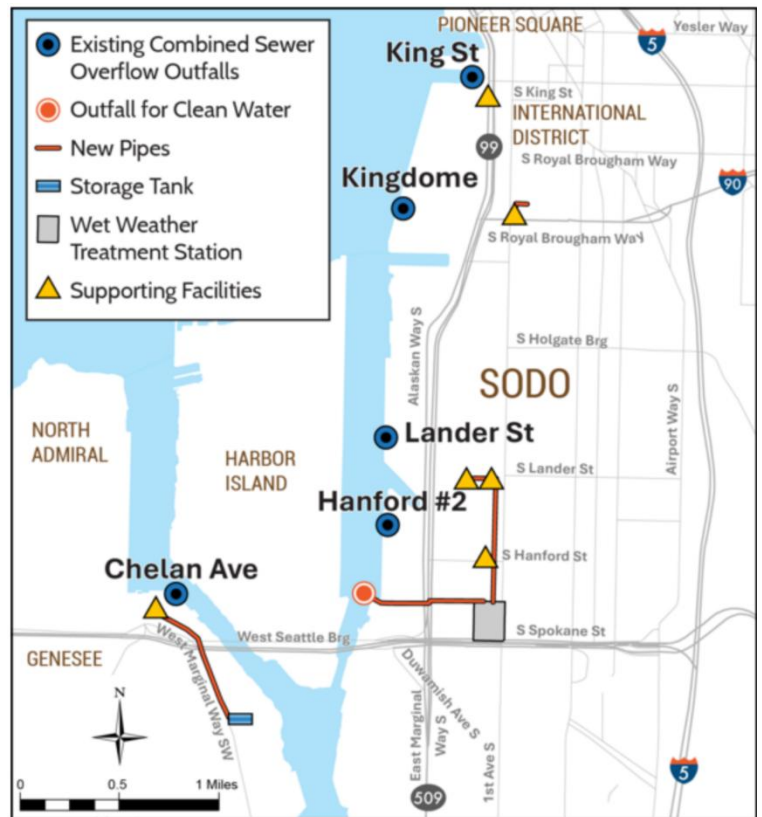 Existing Combined Sewer
Overflow Outfalls
Outfall for Clean Water
New Pipes
Storage Tank
Wet Weather
Treatment Station
Supporting Facilities
PIONEER SQUARE
Yesler Way
5
King St
S King St
INTERNATIONAL
DISTRICT
99
S Royal Brougham Way
90
Kingdome
S Royal Brougham Way
Alaskan Way S
S Holgate Brg
SODO
Airport Way S
NORTH
ADMIRAL
HARBOR
ISLAND
Lander St
S Lander St
Hanford #2
S Hanford St
Chelan Ave
S Spokane St
West Seattle Brg
GENESEE
West Marginal Way SW
Duwamish Ave S
East Marginal
Way S
1st Ave S
N
0 0.5 1 Miles
509
5